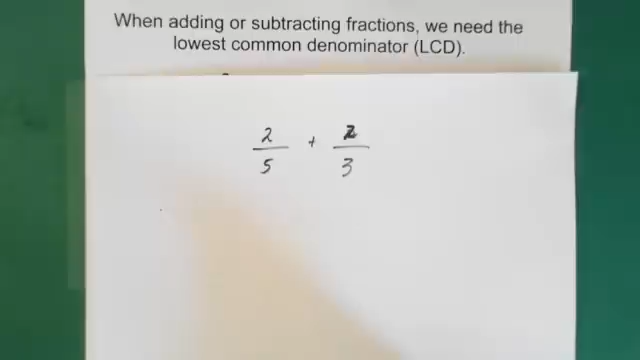 When adding or subtracting fractions, we need the
lowest common denominator (LCD).
2/5 + 2/3